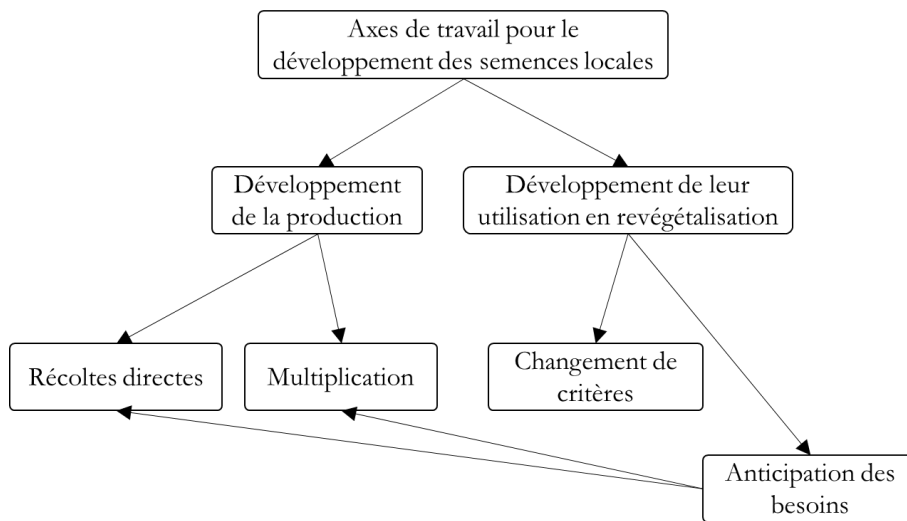 Axes de travail pour le
développement des semences locales
Développement
de la production
Développement de leur
utilisation en revégétalisation
Récoltes directes
Multiplication
Changement de
critères
Anticipation des
besoins